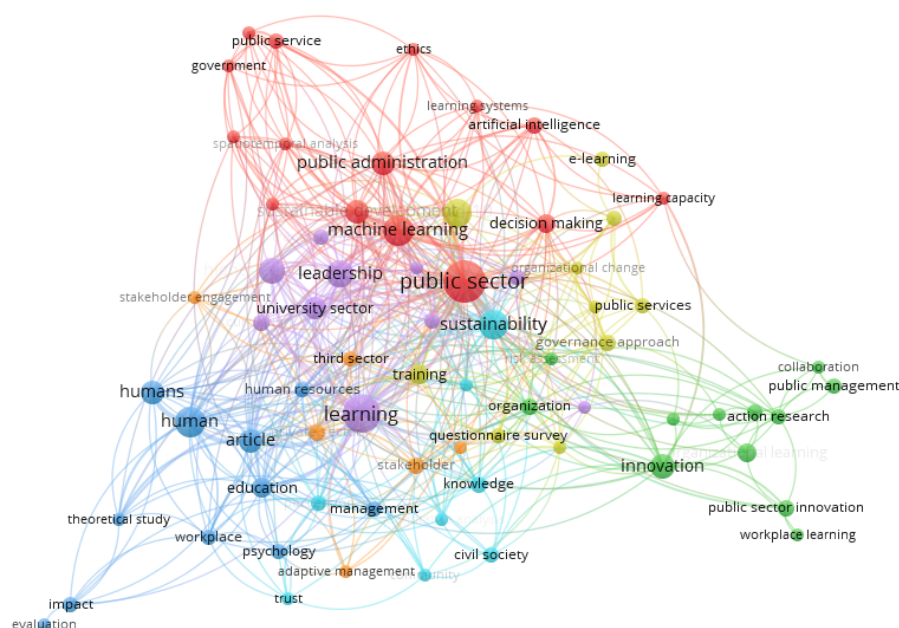 public service
ethics
government
learning systems
artificial intelligence
spatiotemporal analysis
e-learning
public administration
learning capacity
sustainable development
decision making
machine learning
organizational change
leadership
public sector
stakeholder engagement
university sector
public services
sustainability
governance approach
third sector
risk assessment
collaboration
training
public management
humans
human resources
organization
learning
action research
human
questionnaire survey
article
organizational learning
stakeholder
innovation
knowledge
education
management
public sector innovation
theoretical study
workplace
workplace learning
psychology
civil society
adaptive management
community
trust
impact
evaluation